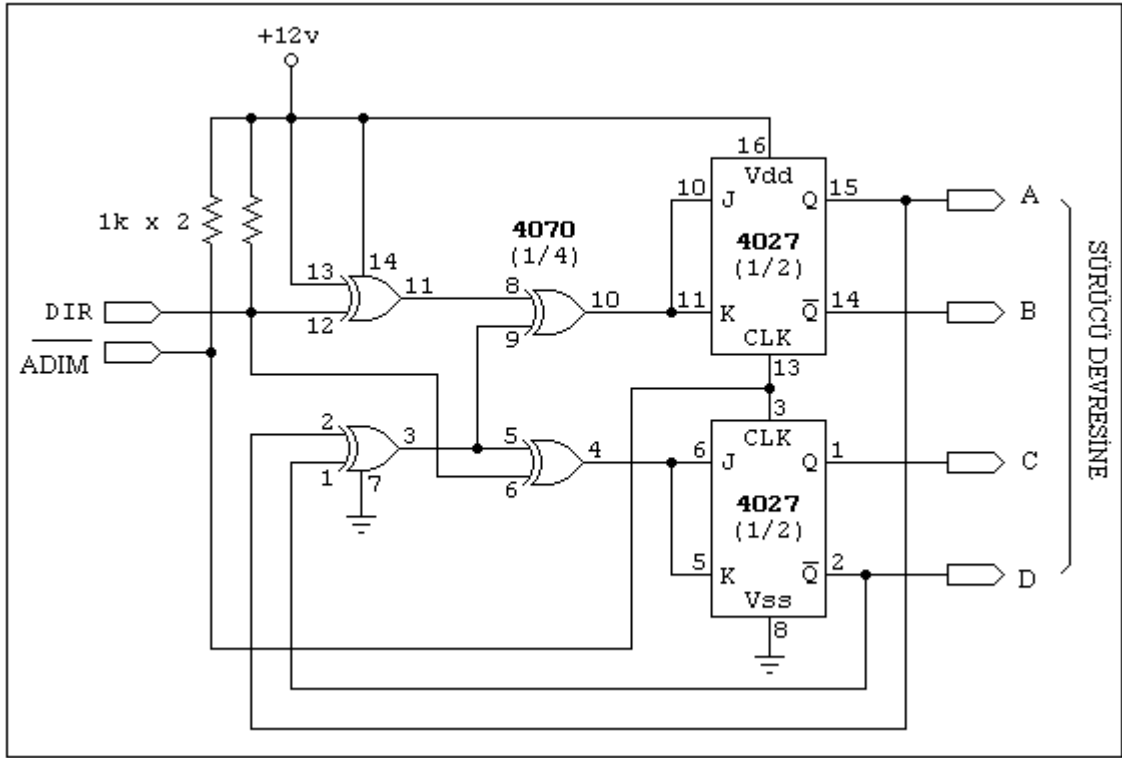 +12v
1k x 2
DIR
ADIM
13
14
12
11
4070
(1/4)
8
9
10
2
1
3
7
5
6
4
16
Vdd
10
J
Q
15
4027
(1/2)
11
K
Q
14
CLK
13
3
CLK
6
J
Q
1
4027
(1/2)
5
K
Q
2
Vss
8
A
B
C
D
SÜRÜCÜ DEVRESİNE